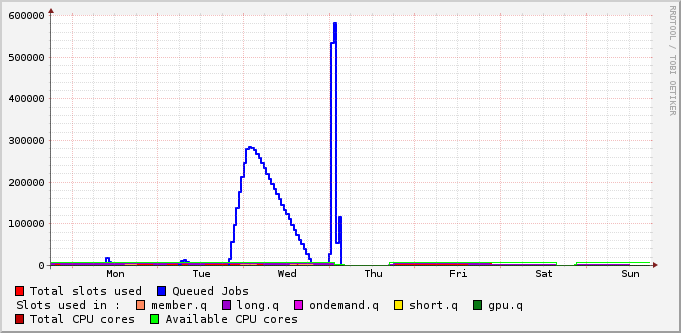 RRDTOOL / TOBI OETIKER
600000
500000
400000
300000
200000
100000
0
Mon Tue Wed Thu Fri Sat Sun
Total slots used Queued Jobs
Slots used in : member.q long.q ondemand.q short.q gpu.q
Total CPU cores Available CPU cores